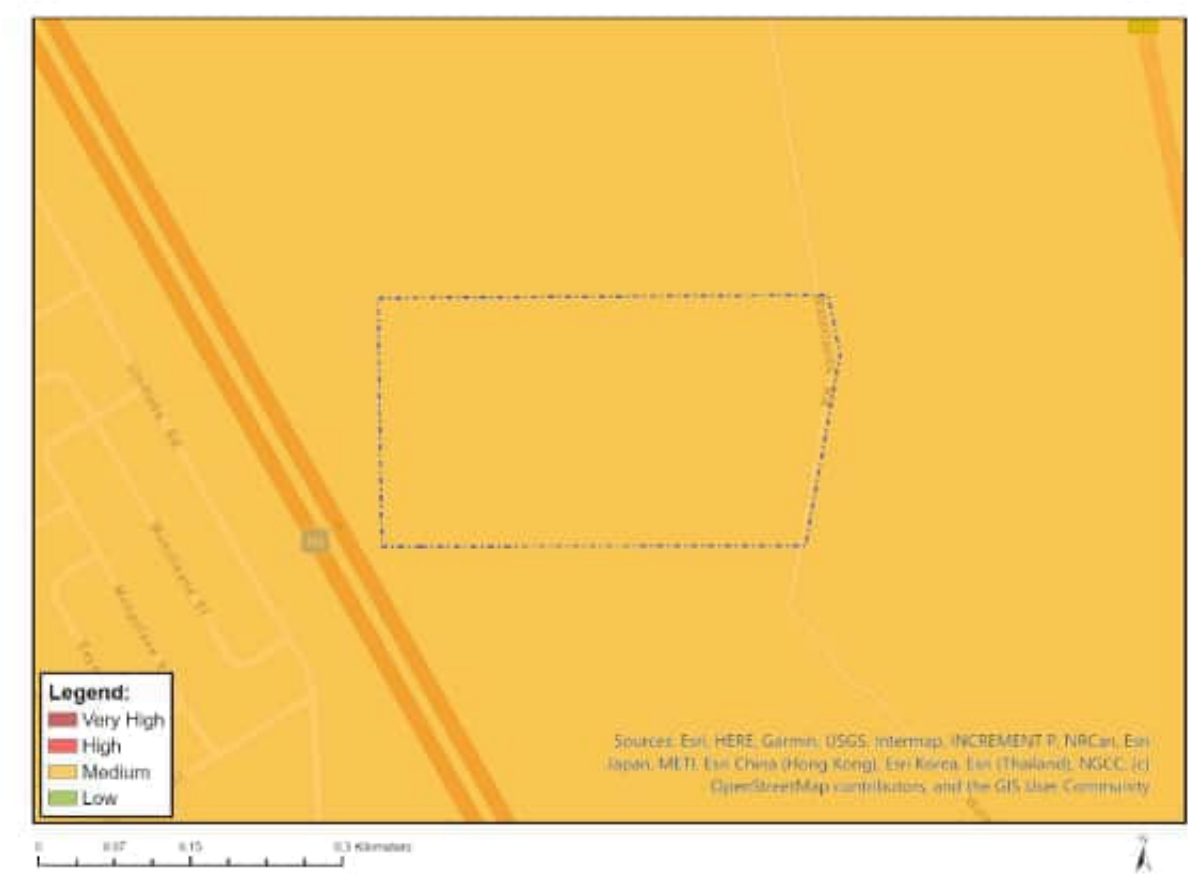 Legend:
Very High
High
Medium
Low
Sources: Esri, HERE, Garmin, USGS, Intermap, INCREMENT P, NRCan, Esri
Japan, METI, Esri China (Hong Kong), Esri Korea, Esri (Thailand), NGCC, (c)
OpenStreetMap contributors, and the GIS User Community
0 0.07 0.15 0.3 Kilometers